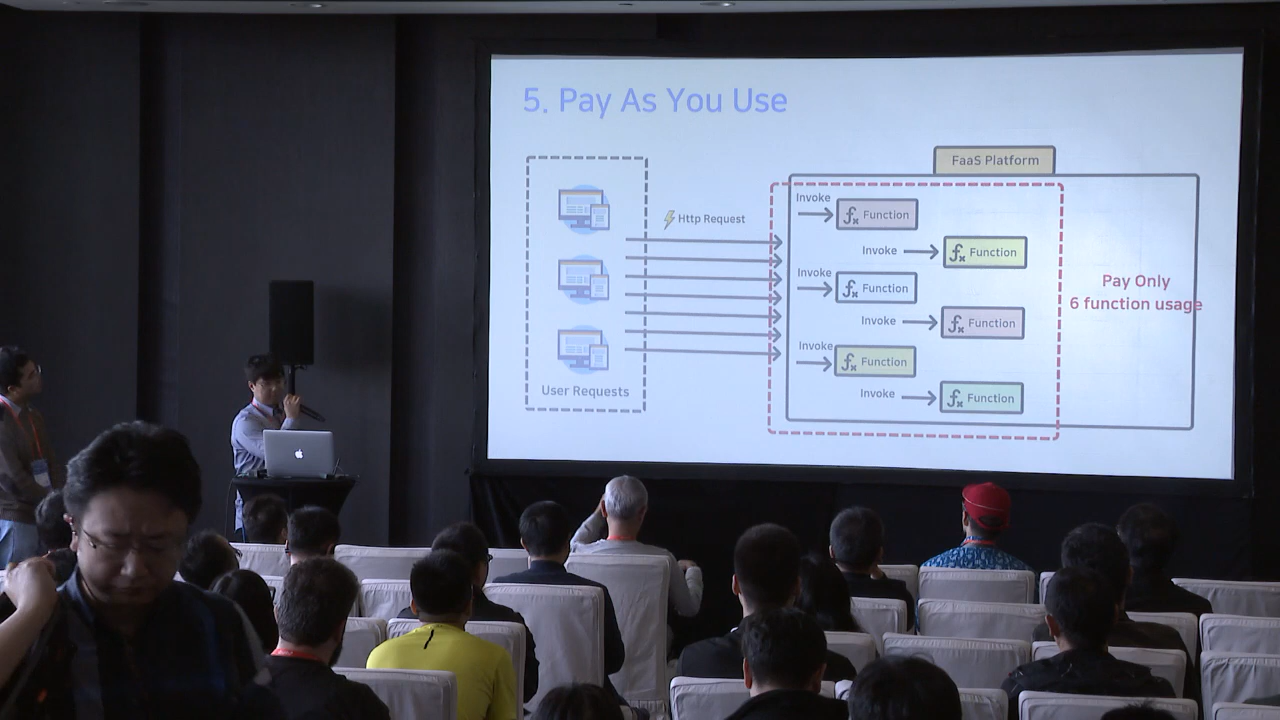 5. Pay As You Use
FaaS Platform
Invoke
Function
Http Request
Invoke
Function
Invoke
Function
Pay Only
6 function usage
Invoke
Function
Invoke
Function
User Requests
Invoke
Function